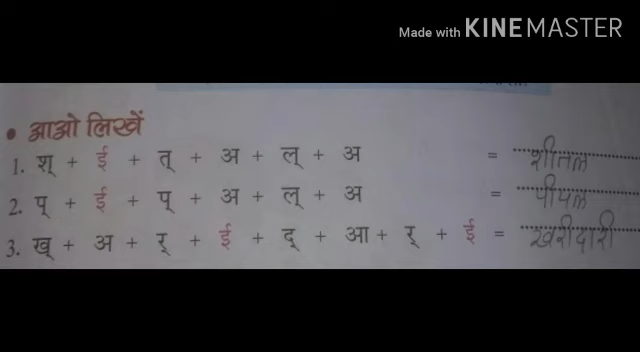 Made with KINEMASTER
• आओ लिखें
1. श् + ई + त् + अ + ल् + अ = शीतल
2. प् + ई + प् + अ + ल् + अ = पीपल
3. ख् + अ + र् + ई + द् + आ + र् + ई = खरीदारी